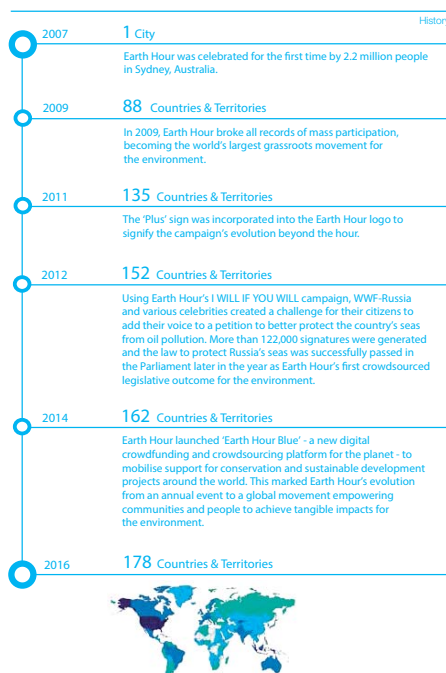 Histor
2007 1 City
Earth Hour was celebrated for the first time by 2.2 million people
in Sydney, Australia.
2009 88 Countries & Territories
In 2009, Earth Hour broke all records of mass participation,
becoming the world's largest grassroots movement for
the environment.
2011 135 Countries & Territories
The 'Plus' sign was incorporated into the Earth Hour logo to
signify the campaign's evolution beyond the hour.
2012 152 Countries & Territories
Using Earth Hour's I WILL IF YOU WILL campaign, WWF-Russia
and various celebrities created a challenge for their citizens to
add their voice to a petition to better protect the country's seas
from oil pollution. More than 122,000 signatures were generated
and the law to protect Russia's seas was successfully passed in
the Parliament later in the year as Earth Hour's first crowdsourced
legislative outcome for the environment.
2014 162 Countries & Territories
Earth Hour launched 'Earth Hour Blue' - a new digital
crowdfunding and crowdsourcing platform for the planet - to
mobilise support for conservation and sustainable development
projects around the world. This marked Earth Hour's evolution
from an annual event to a global movement empowering
communities and people to achieve tangible impacts for
the environment.
2016 178 Countries & Territories